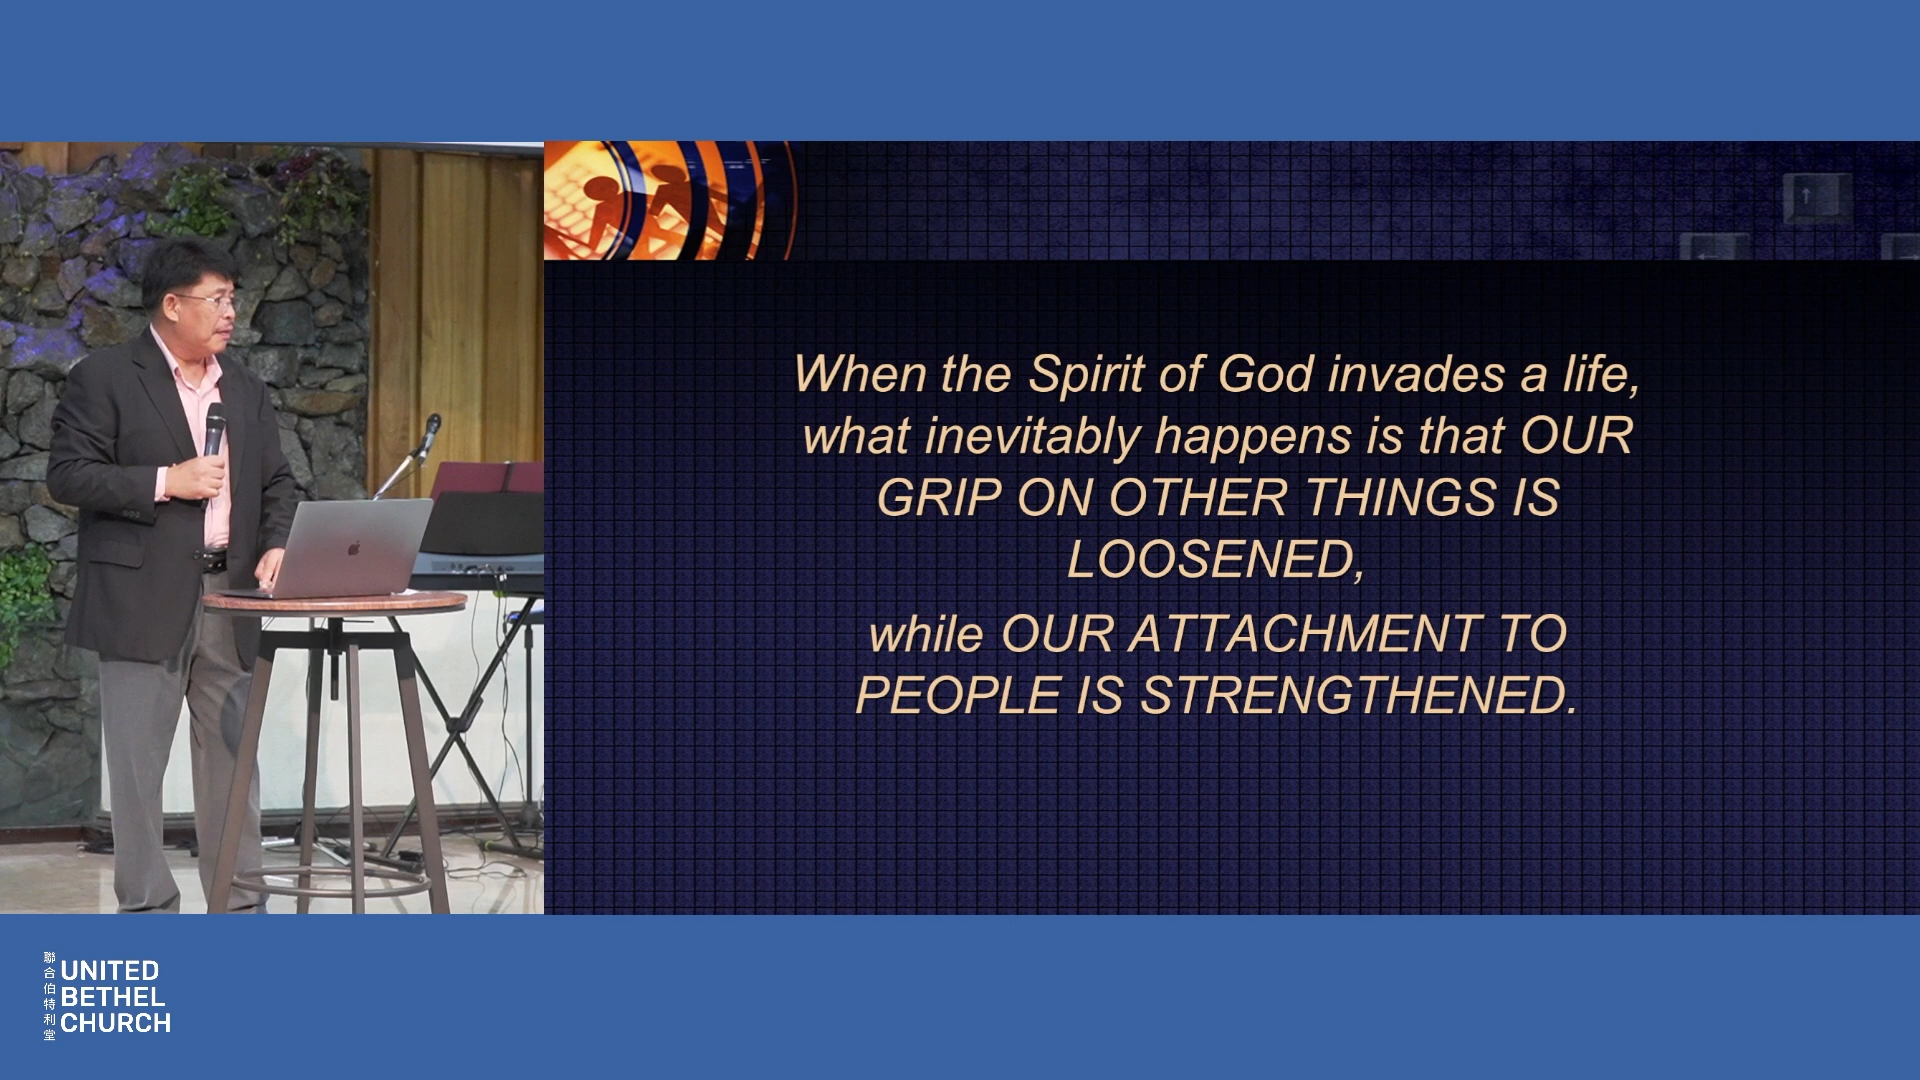 When the Spirit of God invades a life,
what inevitably happens is that OUR
GRIP ON OTHER THINGS IS
LOOSENED,
while OUR ATTACHMENT TO
PEOPLE IS STRENGTHENED.
聯合伯特利堂
UNITED
BETHEL
CHURCH